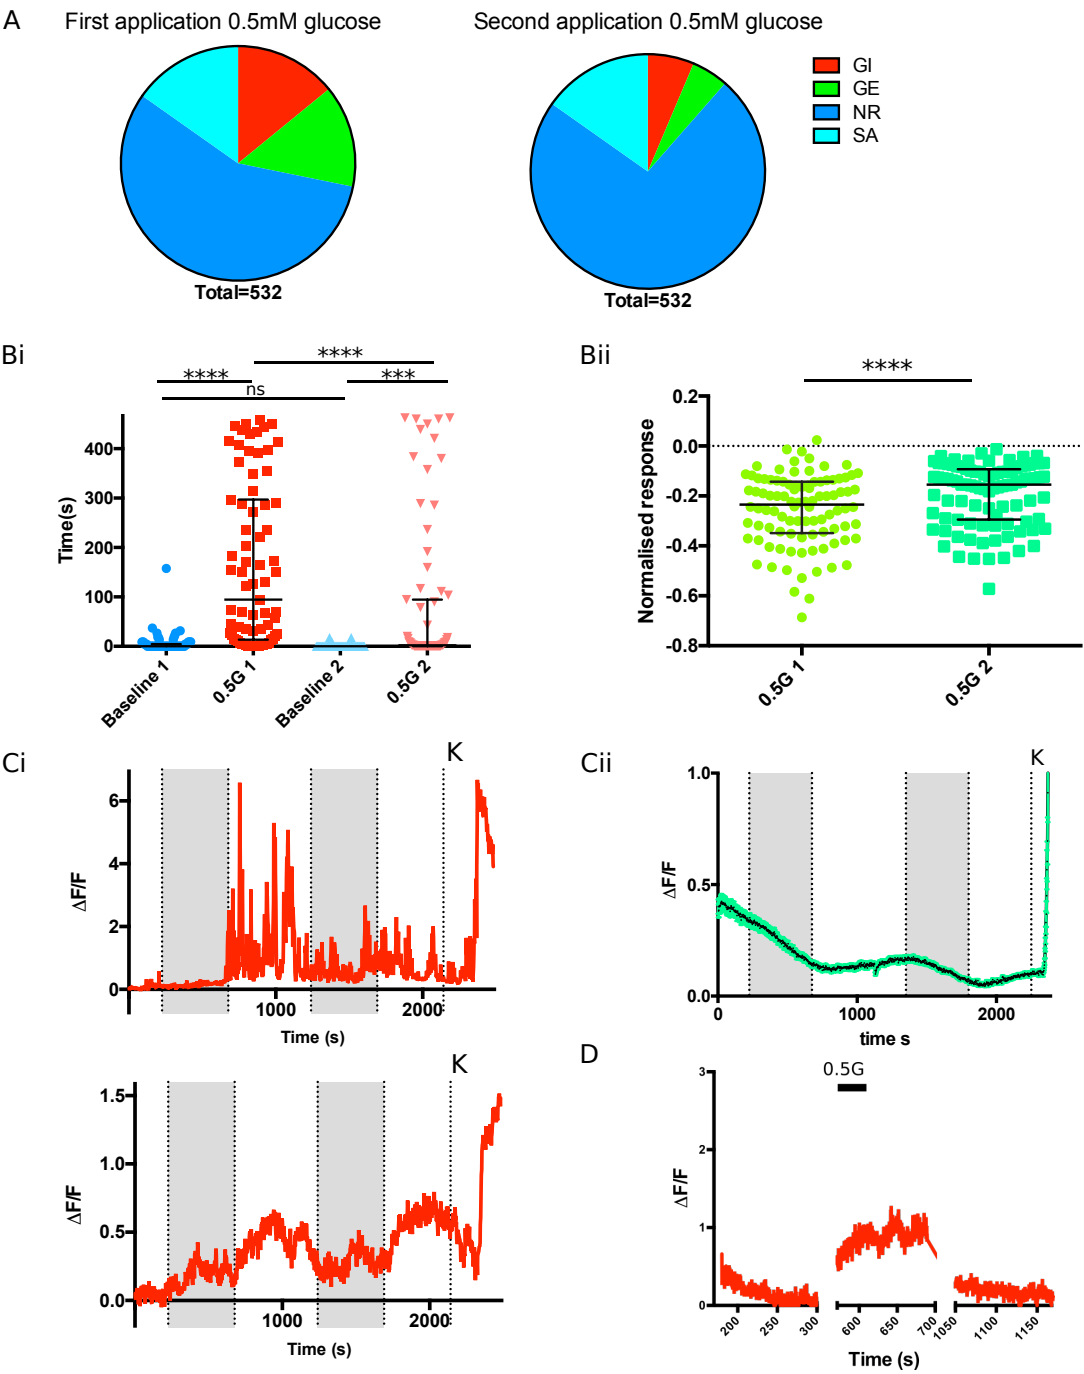 A
First application 0.5mM glucose
Second application 0.5mM glucose
GI
GE
NR
SA
Total=532
Total=532
Bi
****
****
***
ns
Time(s)
400
300
200
100
0
Baseline 1
0.5G 1
Baseline 2
0.5G 2
Bii
****
Normalised response
0.2
0.0
-0.2
-0.4
-0.6
-0.8
0.5G 1
0.5G 2
Ci
K
ΔF/F
6
4
2
0
1000
2000
Time (s)
K
ΔF/F
1.5
1.0
0.5
0.0
1000
2000
Time (s)
Cii
K
ΔF/F
1.0
0.5
0.0
0
1000
2000
time s
D
0.5G
ΔF/F
3
2
1
0
200
250
300
600
650
700
1050
1100
1150
Time (s)